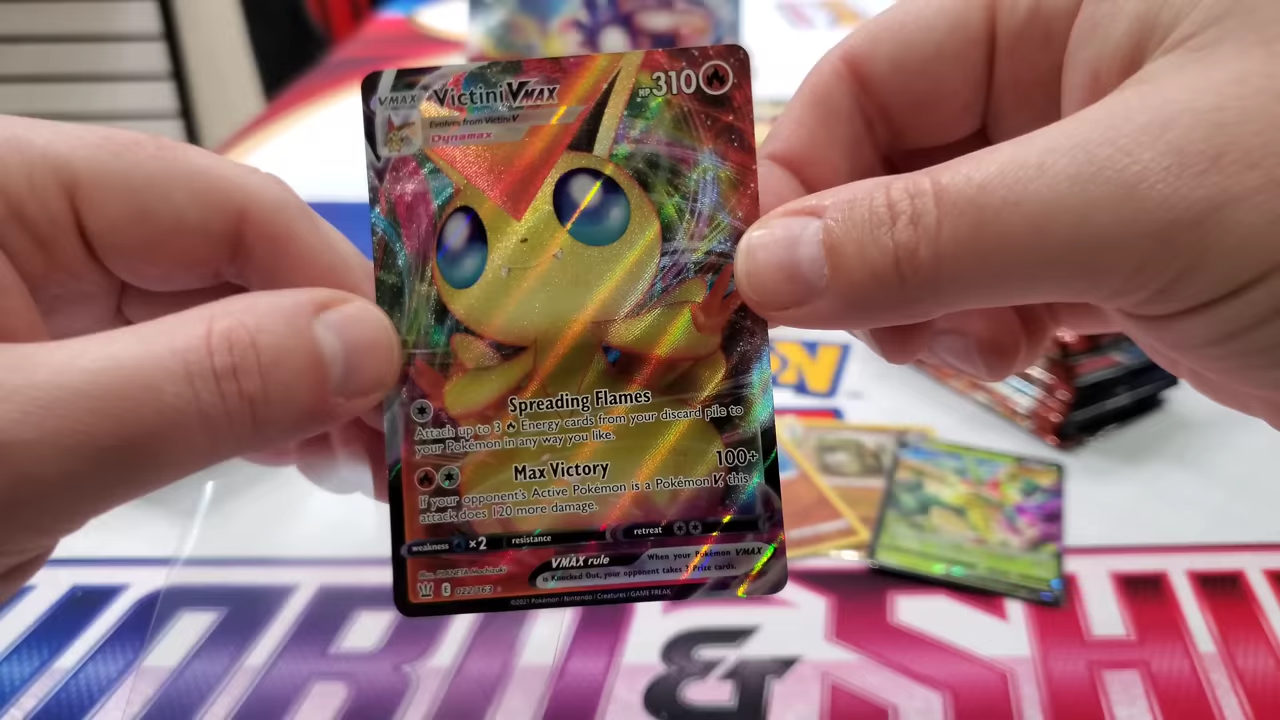 VMAX
Victini VMAX
HP 310
Evolves from Victini V
Dynamax
Spreading Flames
Attach up to 3 Energy cards from your discard pile to
your Pokémon in any way you like.
Max Victory 100+
If your opponent's Active Pokémon is a Pokémon V, this
attack does 120 more damage.
weakness ×2 resistance retreat
VMAX rule
When your Pokémon VMAX
is Knocked Out, your opponent takes 3 Prize cards.
Illus. PLANETA Mochizuki
E 022/163
©2021 Pokémon / Nintendo / Creatures / GAME FREAK
&